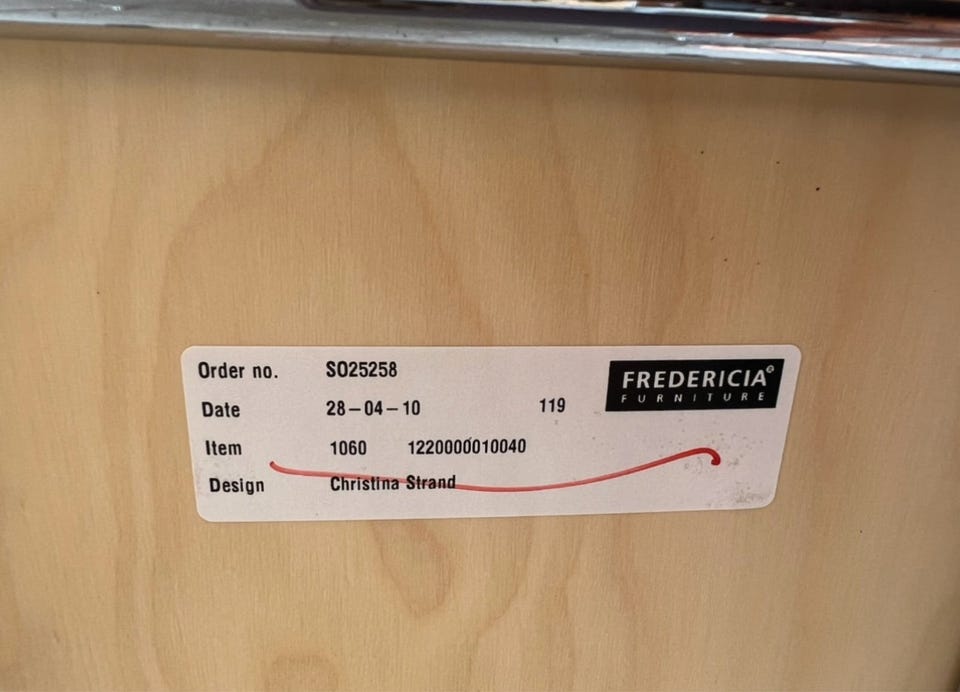 Order no. SO25258
FREDERICIA®
FURNITURE
Date 28-04-10 119
Item 1060 1220000010040
Design Christina Strand